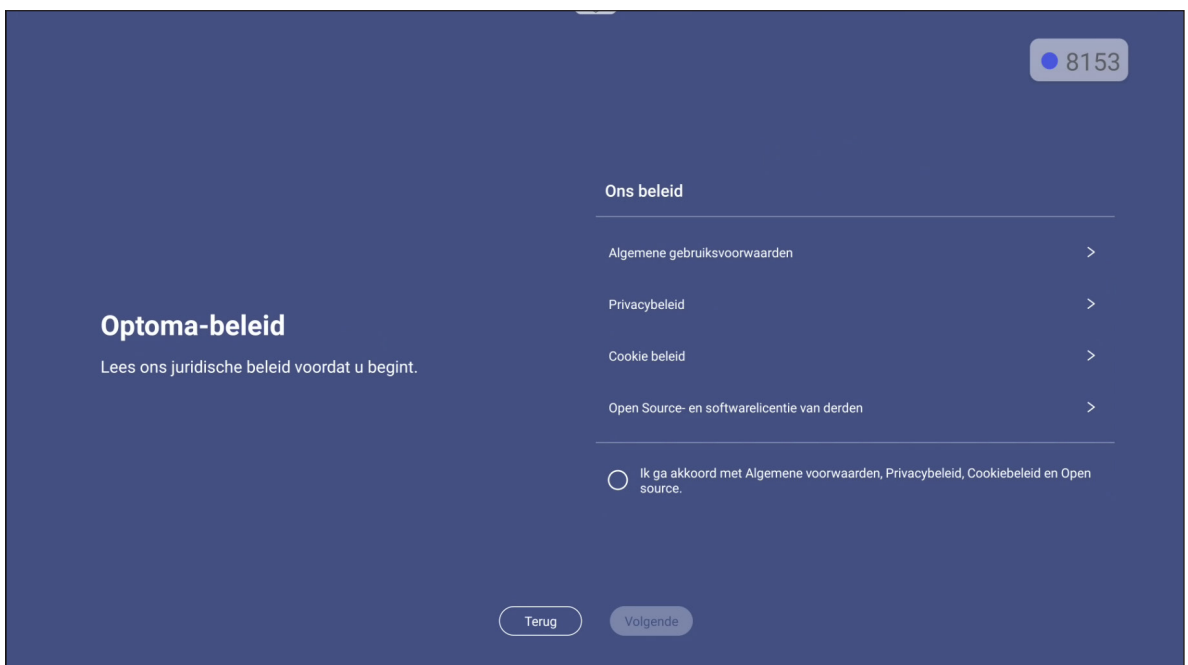 8153
Optoma-beleid
Lees ons juridische beleid voordat u begint.
Ons beleid
Algemene gebruiksvoorwaarden
Privacybeleid
Cookie beleid
Open Source- en softwarelicentie van derden
Ik ga akkoord met Algemene voorwaarden, Privacybeleid, Cookiebeleid en Open
source.
Terug
Volgende